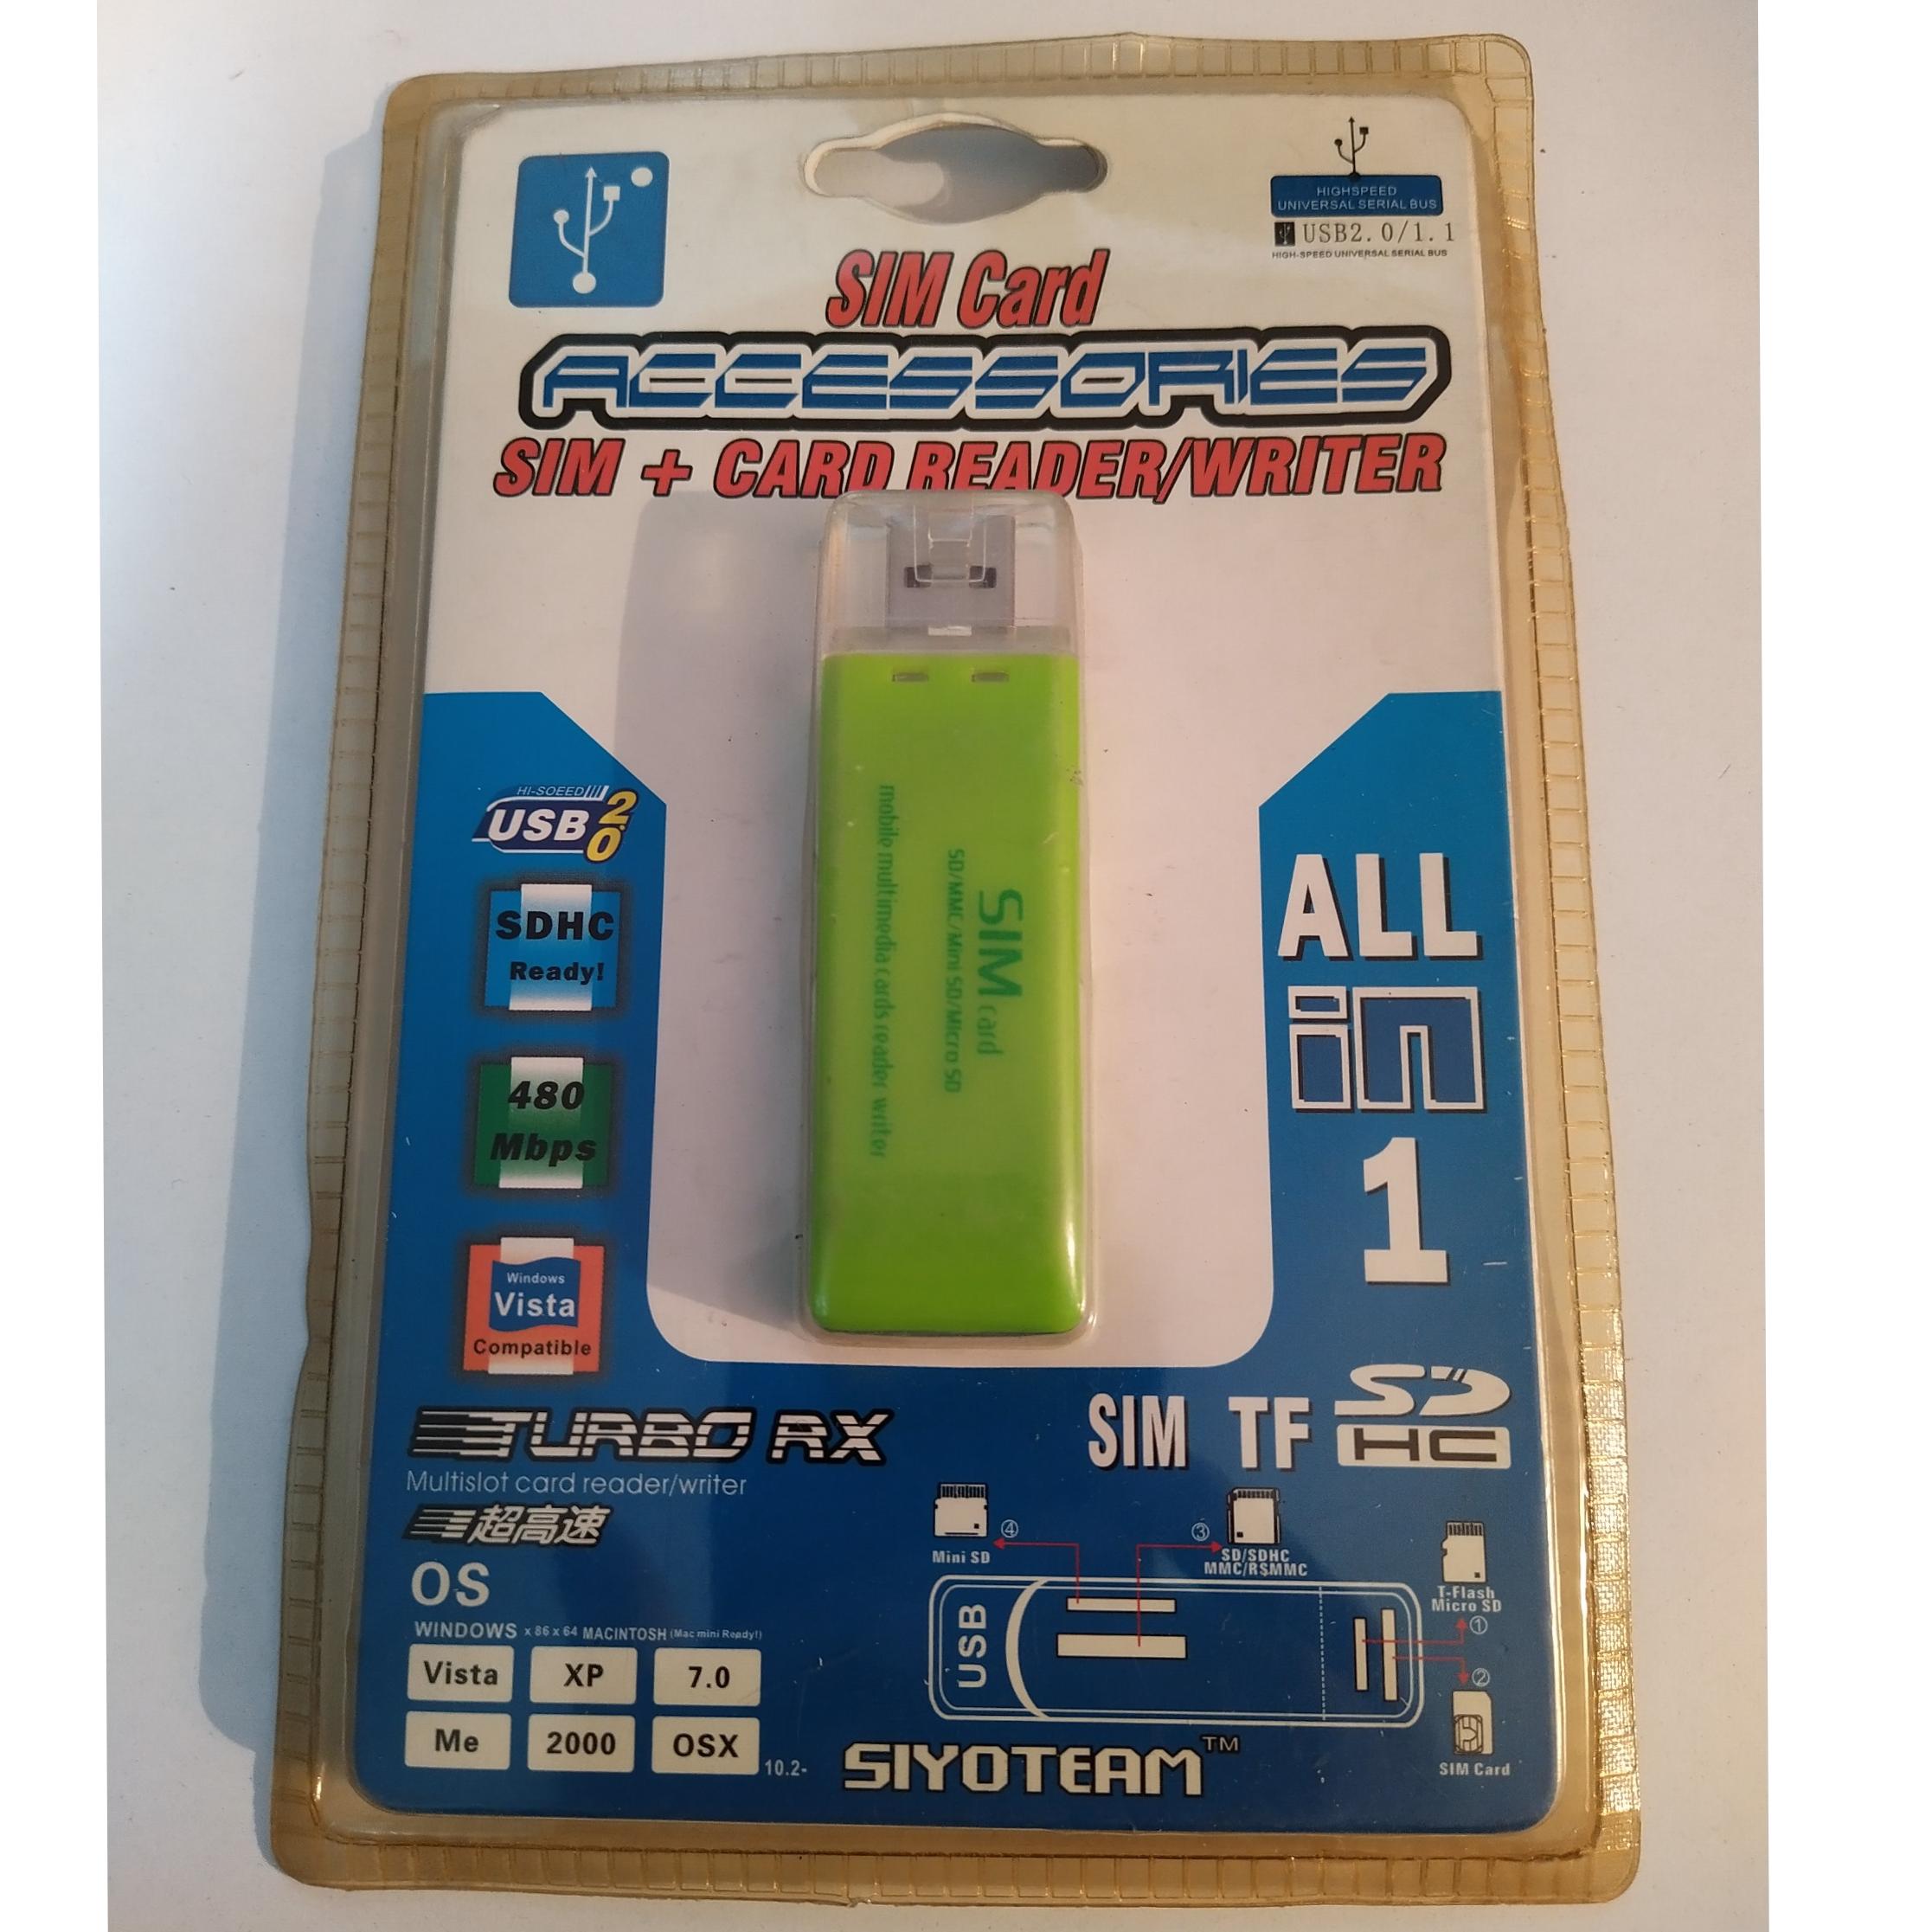 HIGHSPEED
UNIVERSAL SERIAL BUS
USB2.0/1.1
HIGH-SPEED UNIVERSAL SERIAL BUS
SIM Card
ACCESSORIES
SIM + CARD READER/WRITER
HI-SOEED
USB 2.0
SDHC
Ready!
480
Mbps
Windows
Vista
Compatible
SIM card
SD/MMC/Mini SD/Micro SD
mobile multimedia cards reader writer
ALL
in
1
TURBO RX
Multislot card reader/writer
超高速
OS
WINDOWS x 86 x 64 MACINTOSH (Mac mini Ready!)
Vista XP 7.0
Me 2000 OSX 10.2-
SIM TF SD
HC
Mini SD
④
③
SD/SDHC
MMC/RSMMC
T-Flash
Micro SD
①
②
SIM Card
USB
SIYOTEAM™